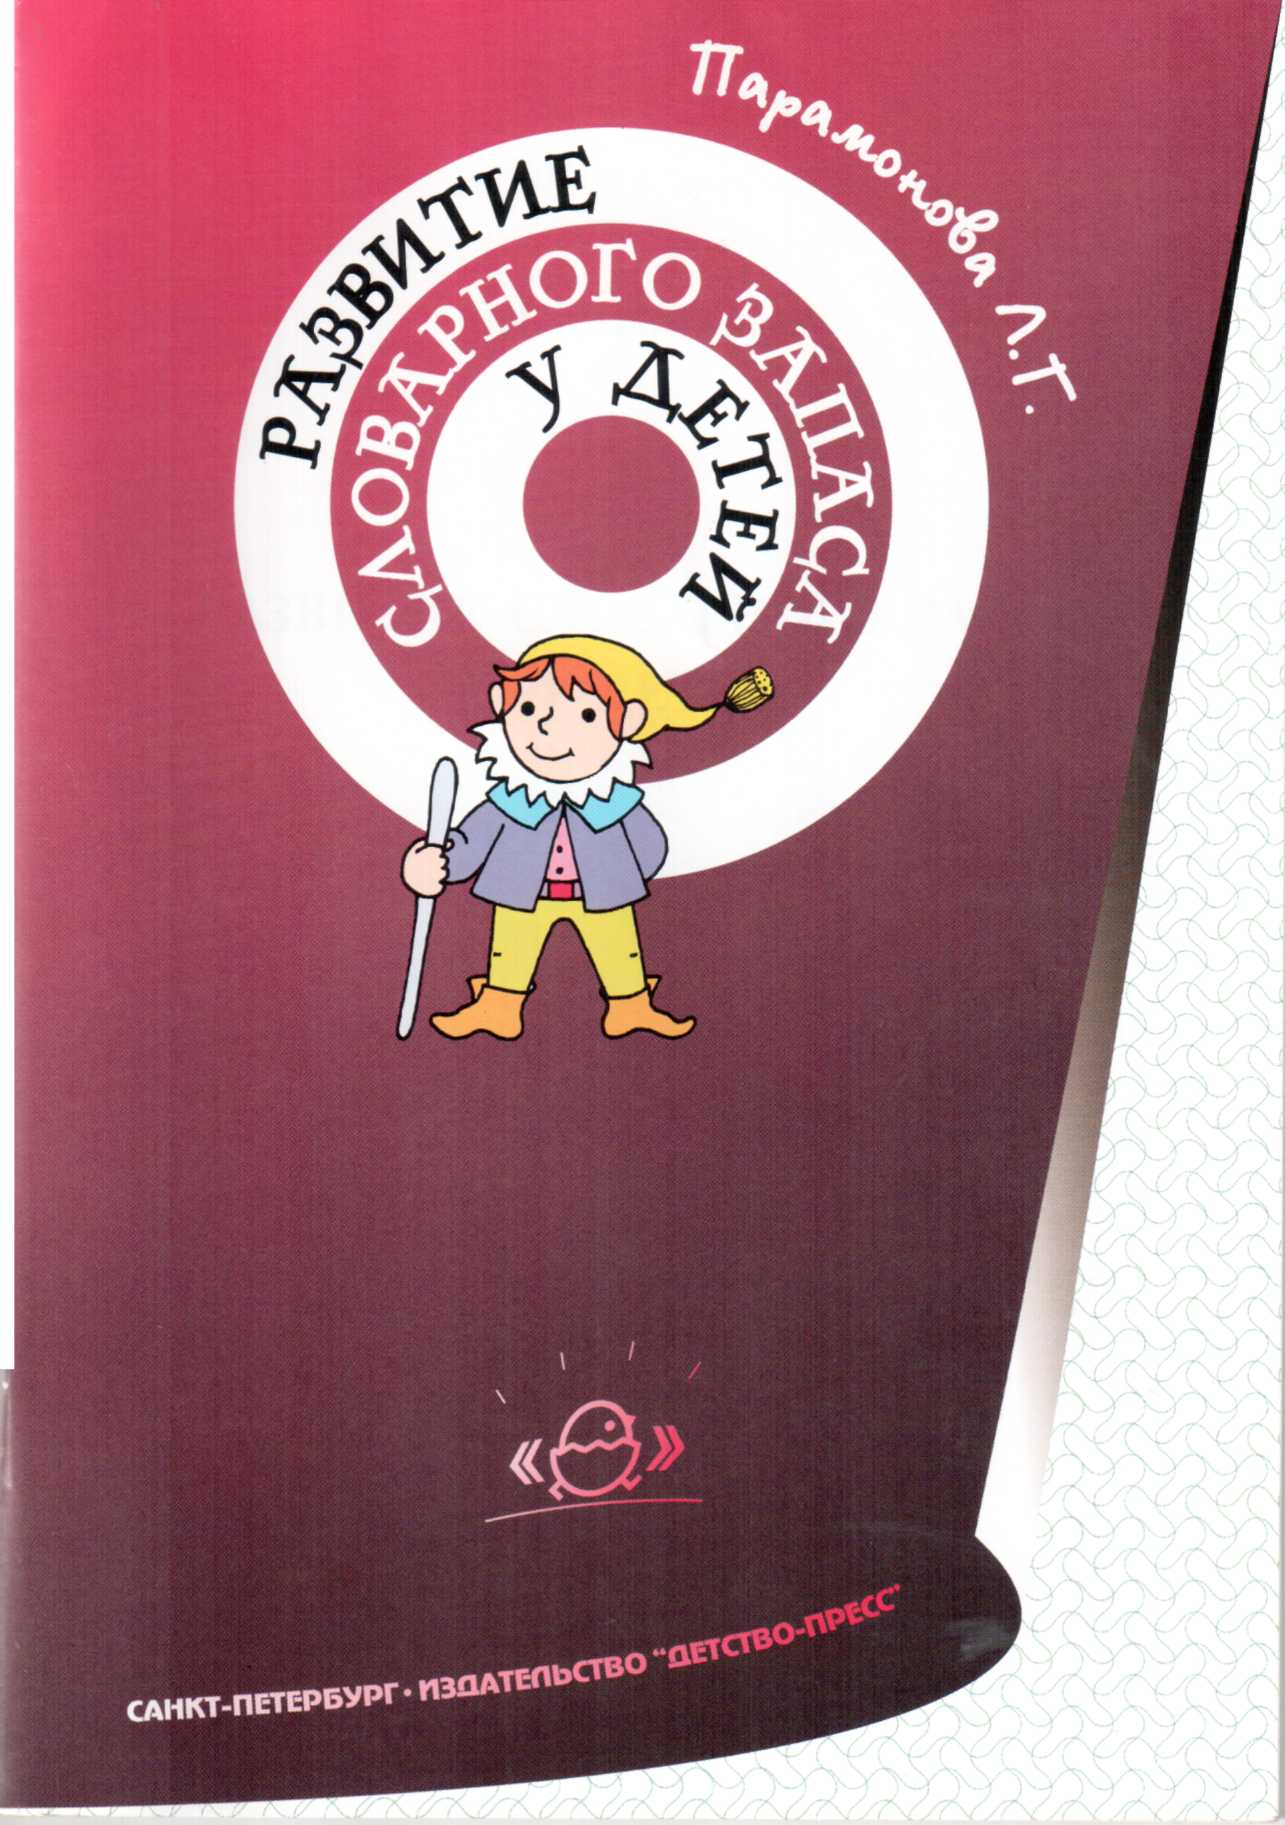 Парамонова Л.Г.
РАЗВИТИЕ
СЛОВАРНОГО ЗАПАСА
У ДЕТЕЙ
САНКТ-ПЕТЕРБУРГ • ИЗДАТЕЛЬСТВО “ДЕТСТВО-ПРЕСС”